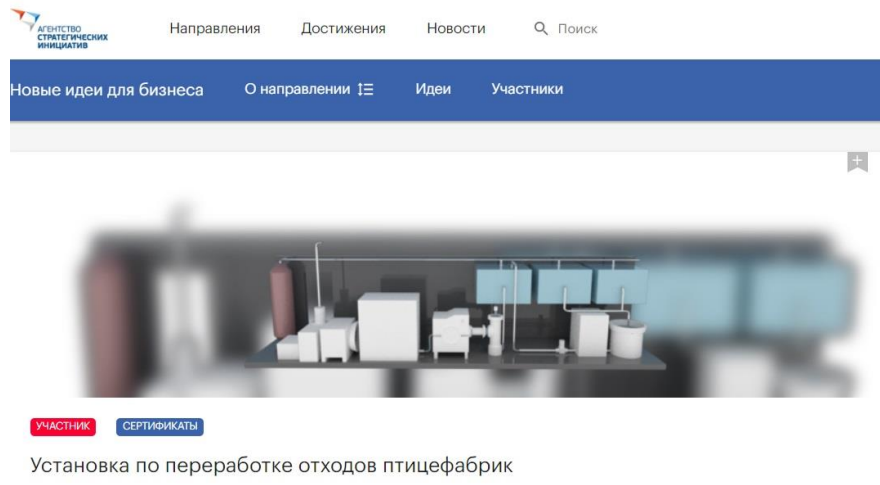 АГЕНТСТВО
СТРАТЕГИЧЕСКИХ
ИНИЦИАТИВ
Направления Достижения Новости Поиск
Новые идеи для бизнеса О направлении Идеи Участники
УЧАСТНИК СЕРТИФИКАТЫ
Установка по переработке отходов птицефабрик